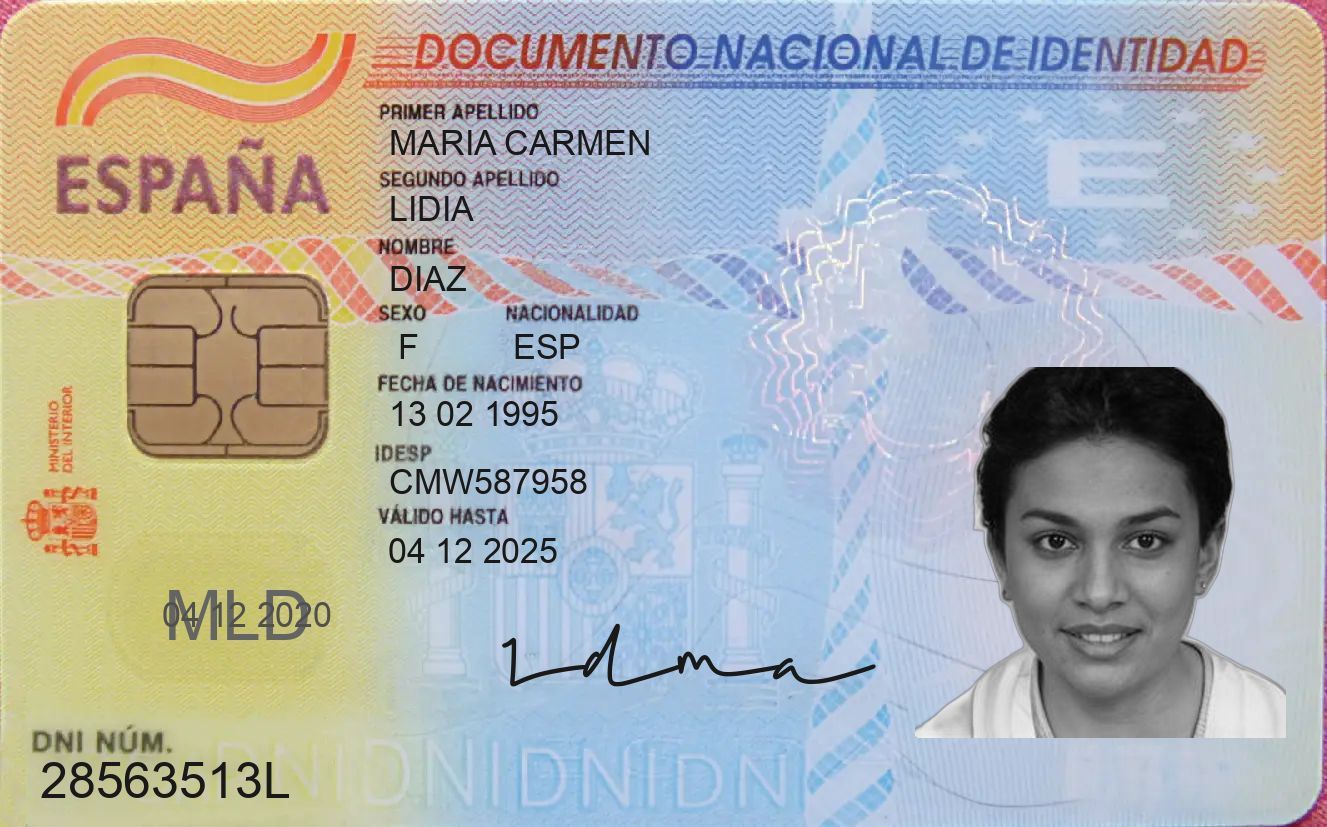 DOCUMENTO NACIONAL DE IDENTIDAD
ESPAÑA
PRIMER APELLIDO
MARIA CARMEN
SEGUNDO APELLIDO
LIDIA
NOMBRE
DIAZ
SEXO NACIONALIDAD
F ESP
FECHA DE NACIMIENTO
13 02 1995
IDESP
CMW587958
VÁLIDO HASTA
04 12 2025
MINISTERIO
DEL INTERIOR
04 12 2020
MLD
DNI NÚM.
28563513L
E
DNIDNIDNIDNI